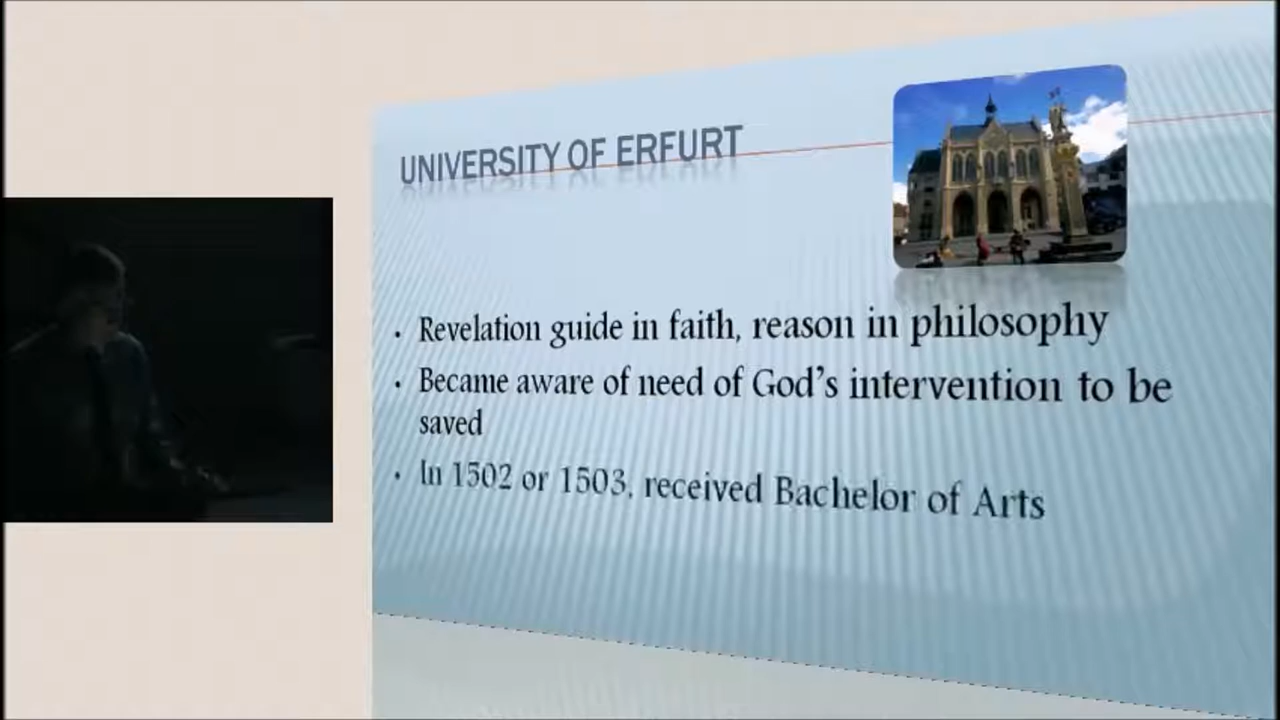 UNIVERSITY OF ERFURT
• Revelation guide in faith, reason in philosophy
• Became aware of need of God's intervention to be
saved
• In 1502 or 1503, received Bachelor of Arts